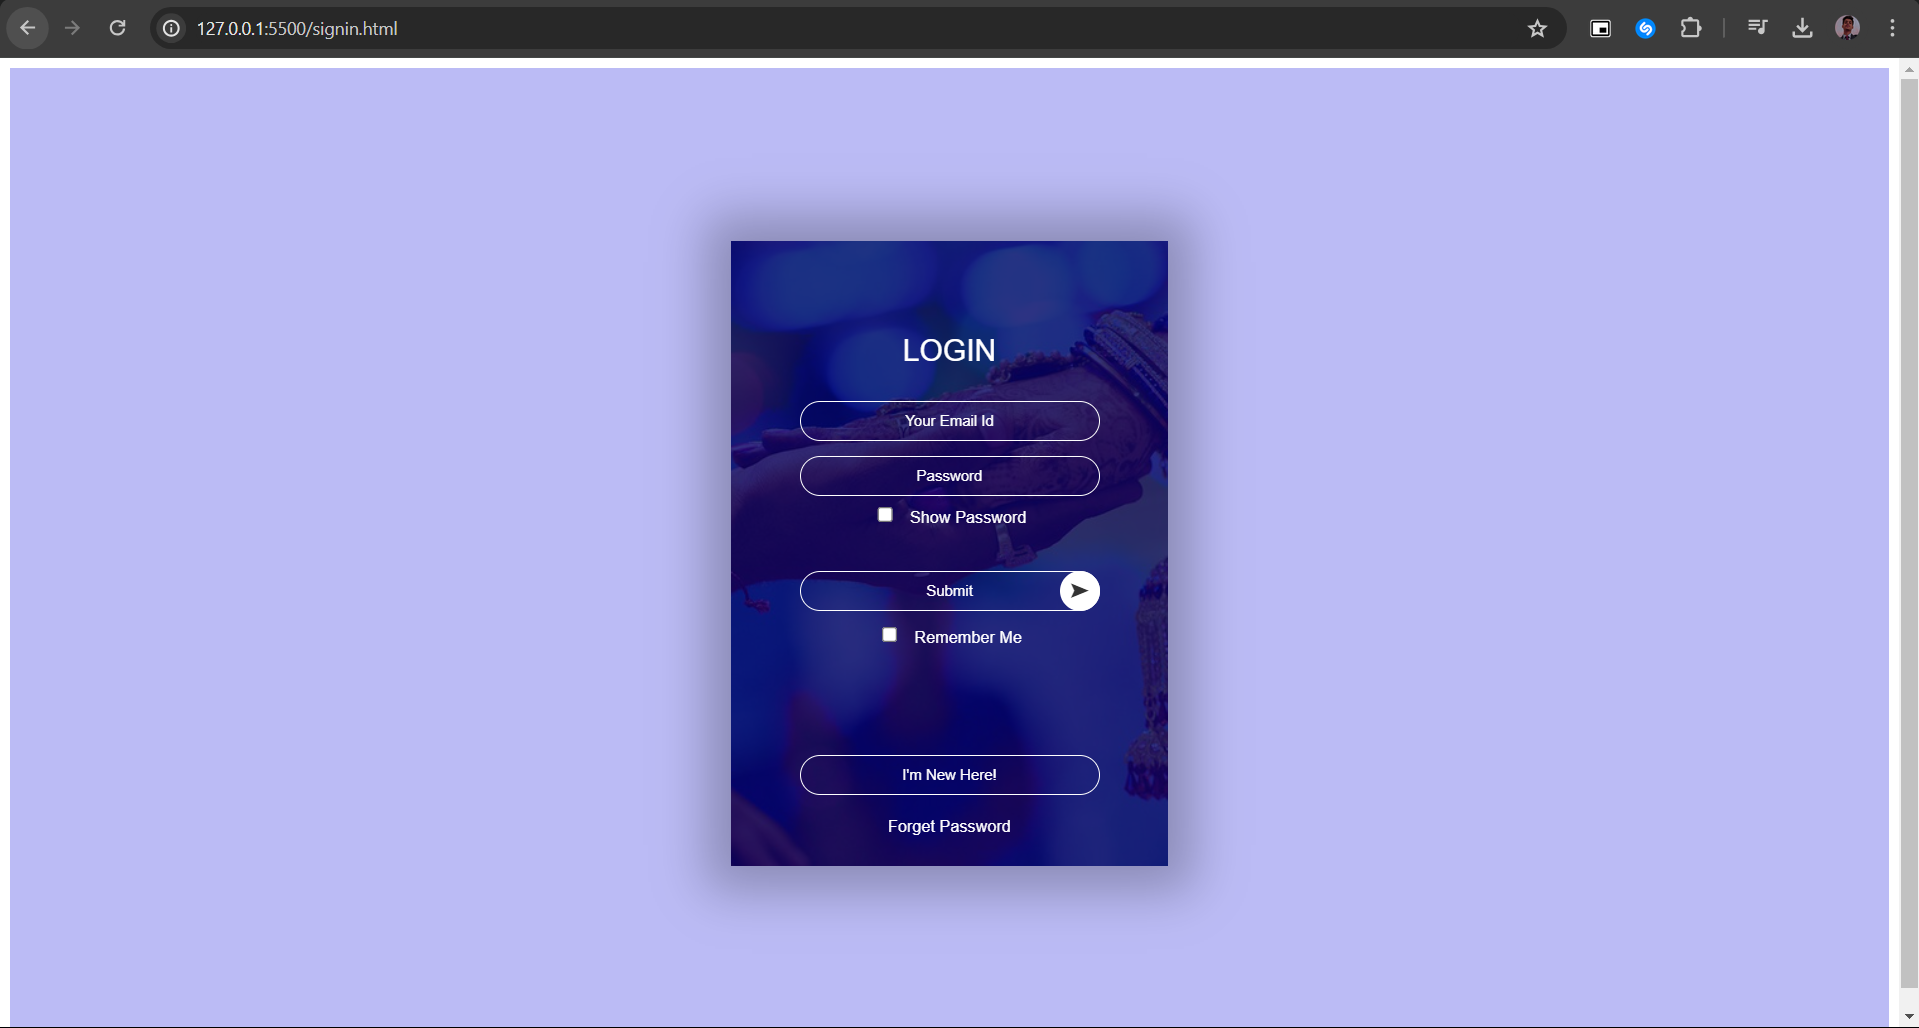 127.0.0.1:5500/signin.html
LOGIN
Your Email Id
Password
Show Password
Submit
Remember Me
I'm New Here!
Forget Password